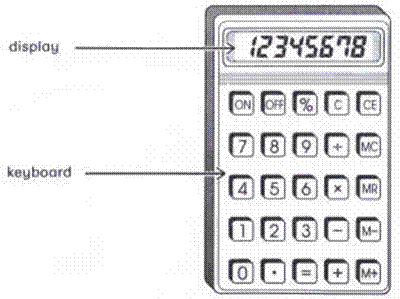 display
12345678
ON OFF % C CE
7 8 9 ÷ MC
keyboard
4 5 6 × MR
1 2 3 - M-
0 . = + M+